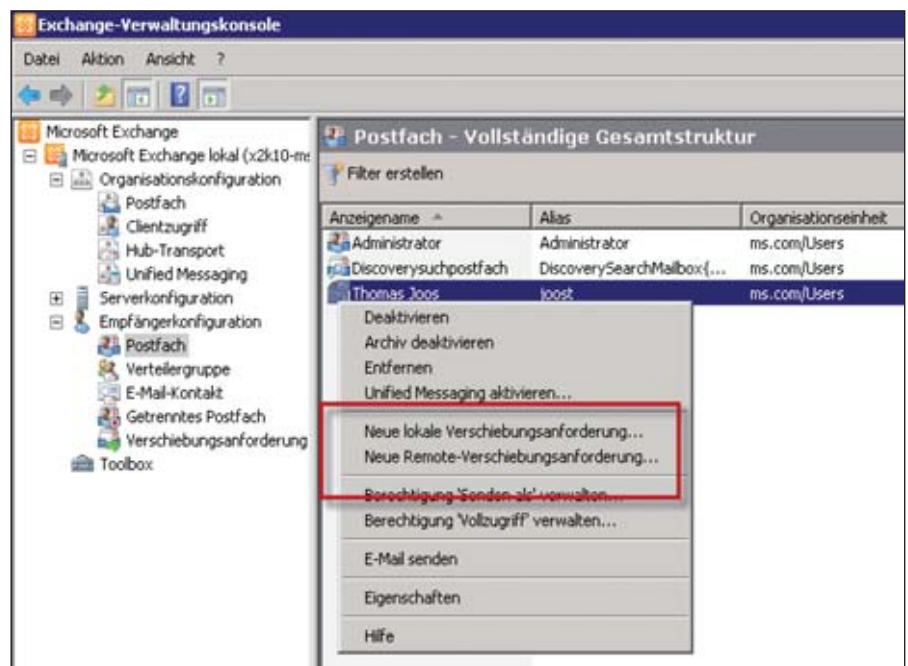 Exchange-Verwaltungskonsole
Datei Aktion Ansicht ?
Microsoft Exchange
Microsoft Exchange lokal (x2k10-me
Organisationskonfiguration
Postfach
Clientzugriff
Hub-Transport
Unified Messaging
Serverkonfiguration
Empfängerkonfiguration
Postfach
Verteilergruppe
E-Mail-Kontakt
Getrenntes Postfach
Verschiebungsanforderung
Toolbox
Postfach - Vollständige Gesamtstruktur
Filter erstellen
Anzeigename Alias Organisationseinheit
Administrator Administrator ms.com/Users
Discoverysuchpostfach DiscoverySearchMailbox{... ms.com/Users
Thomas Joos joost ms.com/Users
Deaktivieren
Archiv deaktivieren
Entfernen
Unified Messaging aktivieren...
Neue lokale Verschiebungsanforderung...
Neue Remote-Verschiebungsanforderung...
Berechtigung 'Senden als' verwalten...
Berechtigung 'Vollzugriff' verwalten...
E-Mail senden
Eigenschaften
Hilfe